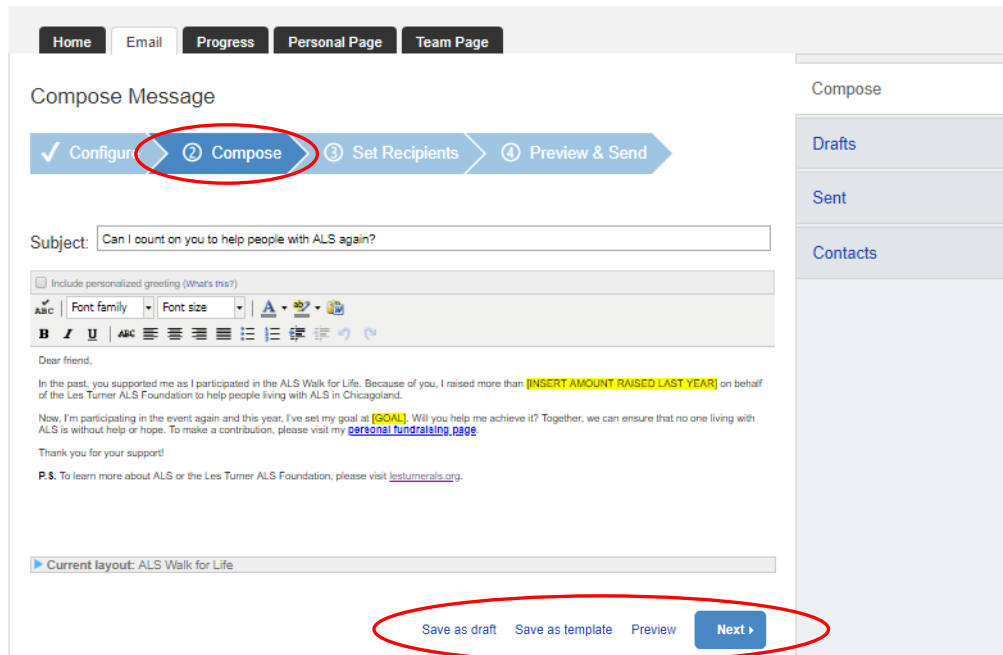 Home Email Progress Personal Page Team Page
Compose Message
Configure ② Compose ③ Set Recipients ④ Preview & Send
Subject: Can I count on you to help people with ALS again?
Include personalized greeting (What's this?)
ABC Font family Font size A ab
B I U ABC
Dear friend,
In the past, you supported me as I participated in the ALS Walk for Life. Because of you, I raised more than [INSERT AMOUNT RAISED LAST YEAR] on behalf
of the Les Turner ALS Foundation to help people living with ALS in Chicagoland.
Now, I'm participating in the event again and this year, I've set my goal at [GOAL]. Will you help me achieve it? Together, we can ensure that no one living with
ALS is without help or hope. To make a contribution, please visit my personal fundraising page.
Thank you for your support!
P.S. To learn more about ALS or the Les Turner ALS Foundation, please visit lesturnerals.org.
Current layout: ALS Walk for Life
Save as draft Save as template Preview Next
Compose
Drafts
Sent
Contacts